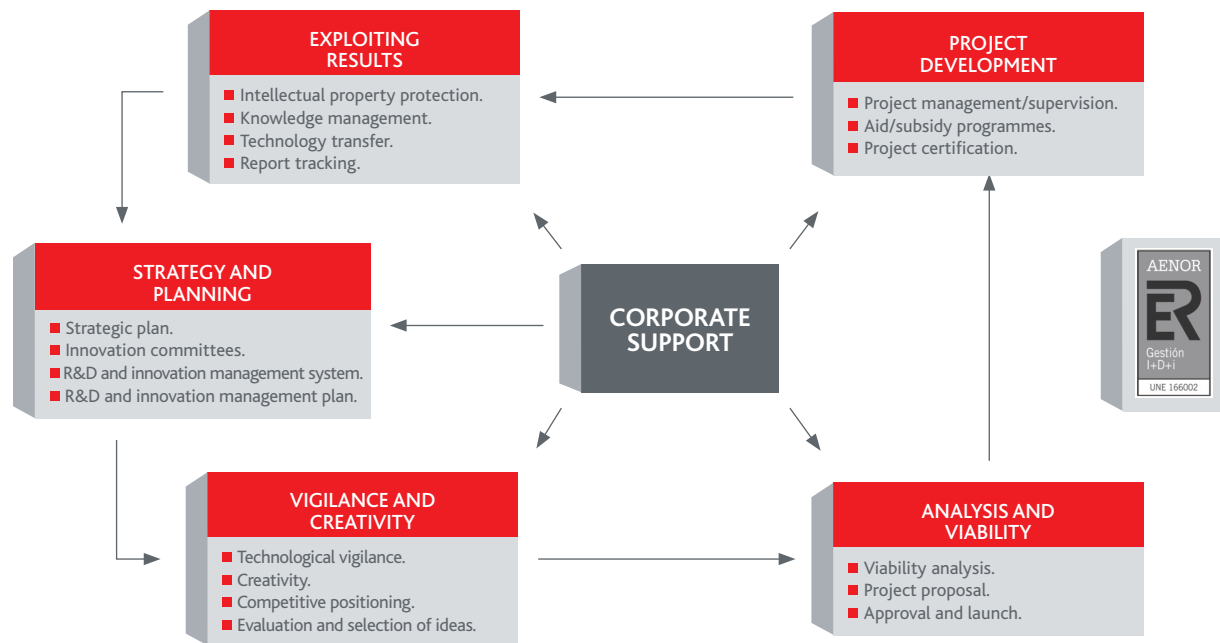 EXPLOITING
RESULTS
Intellectual property protection.
Knowledge management.
Technology transfer.
Report tracking.
PROJECT
DEVELOPMENT
Project management/supervision.
Aid/subsidy programmes.
Project certification.
STRATEGY AND
PLANNING
Strategic plan.
Innovation committees.
R&D and innovation management system.
R&D and innovation management plan.
CORPORATE
SUPPORT
AENOR
ER
Gestión
I+D+i
UNE 166002
VIGILANCE AND
CREATIVITY
Technological vigilance.
Creativity.
Competitive positioning.
Evaluation and selection of ideas.
ANALYSIS AND
VIABILITY
Viability analysis.
Project proposal.
Approval and launch.